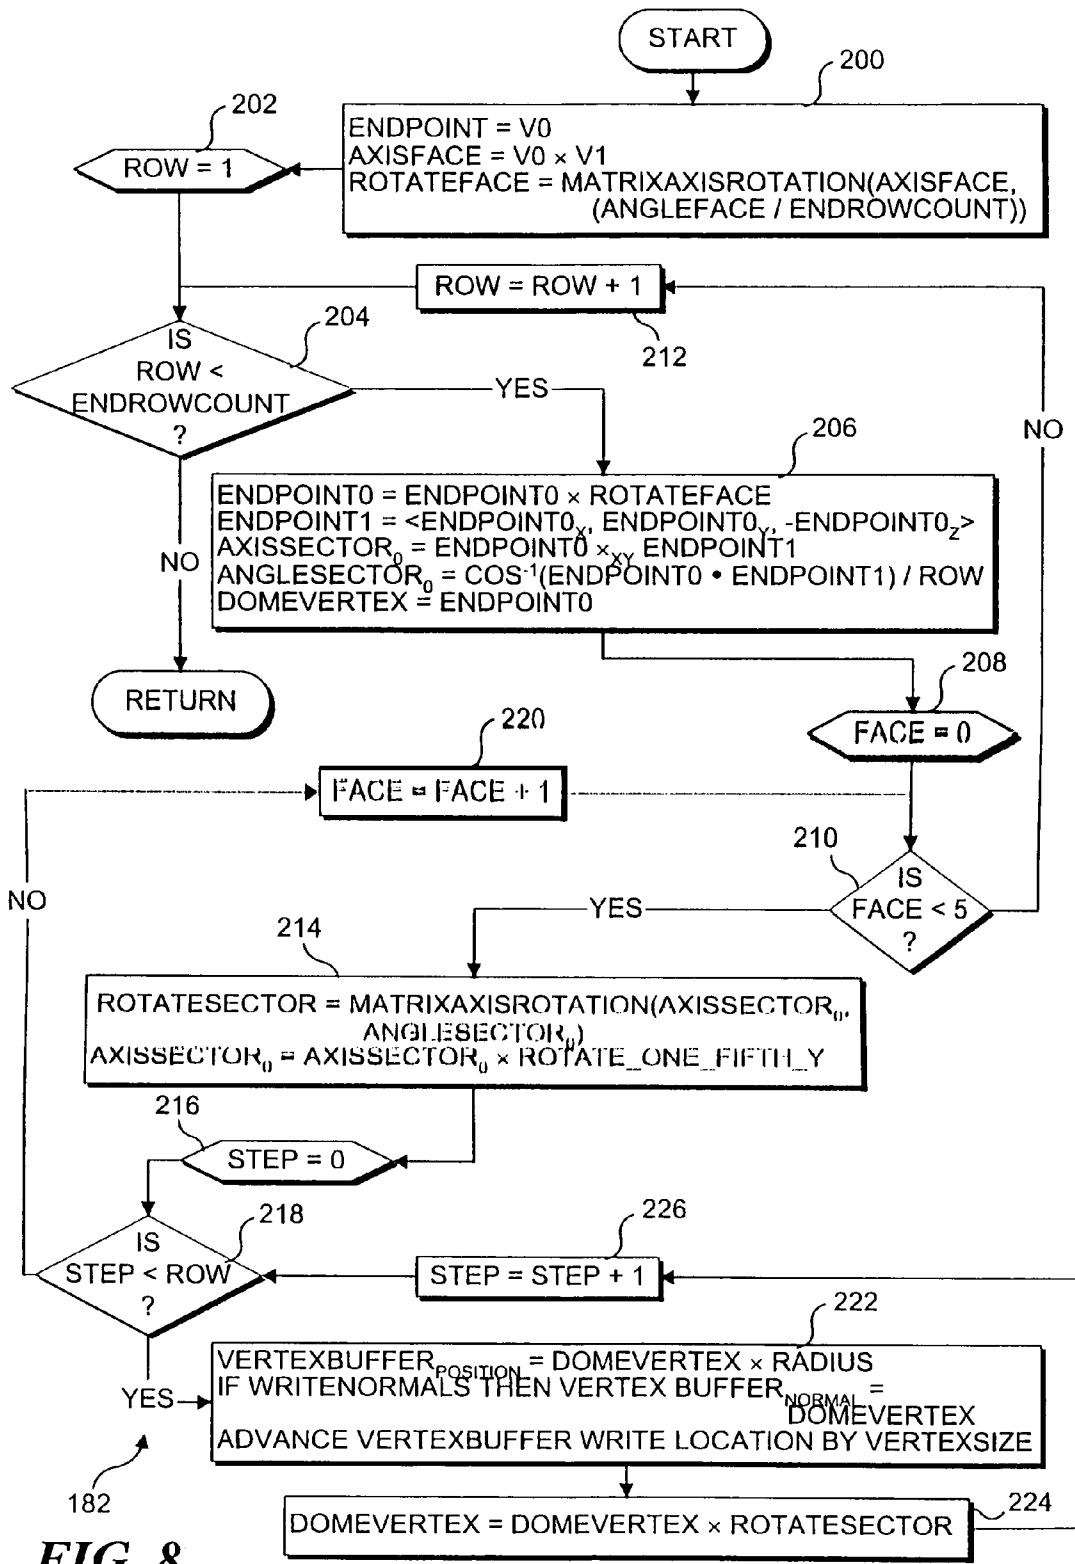 START
200
202
ENDPOINT = V0
AXISFACE = V0 × V1
ROTATEFACE = MATRIXAXISROTATION(AXISFACE,
(ANGLEFACE / ENDROWCOUNT))
ROW = 1
ROW = ROW + 1
212
204
IS
ROW <
ENDROWCOUNT
?
YES
NO
NO
206
ENDPOINT0 = ENDPOINT0 × ROTATEFACE
ENDPOINT1 = <ENDPOINT0X, ENDPOINT0Y, -ENDPOINT0Z>
AXISSECTOR0 = ENDPOINT0 ×XY ENDPOINT1
ANGLESECTOR0 = COS-1(ENDPOINT0 • ENDPOINT1) / ROW
DOMEVERTEX = ENDPOINT0
RETURN
208
FACE = 0
220
FACE = FACE + 1
210
IS
FACE < 5
?
YES
NO
214
ROTATESECTOR = MATRIXAXISROTATION(AXISSECTOR0,
ANGLESECTOR0)
AXISSECTOR0 = AXISSECTOR0 × ROTATE_ONE_FIFTH_Y
216
STEP = 0
218
IS
STEP < ROW
?
226
STEP = STEP + 1
222
YES
VERTEXBUFFERPOSITION = DOMEVERTEX × RADIUS
IF WRITENORMALS THEN VERTEX BUFFERNORMAL =
DOMEVERTEX
ADVANCE VERTEXBUFFER WRITE LOCATION BY VERTEXSIZE
182
224
DOMEVERTEX = DOMEVERTEX × ROTATESECTOR
FIG. 8